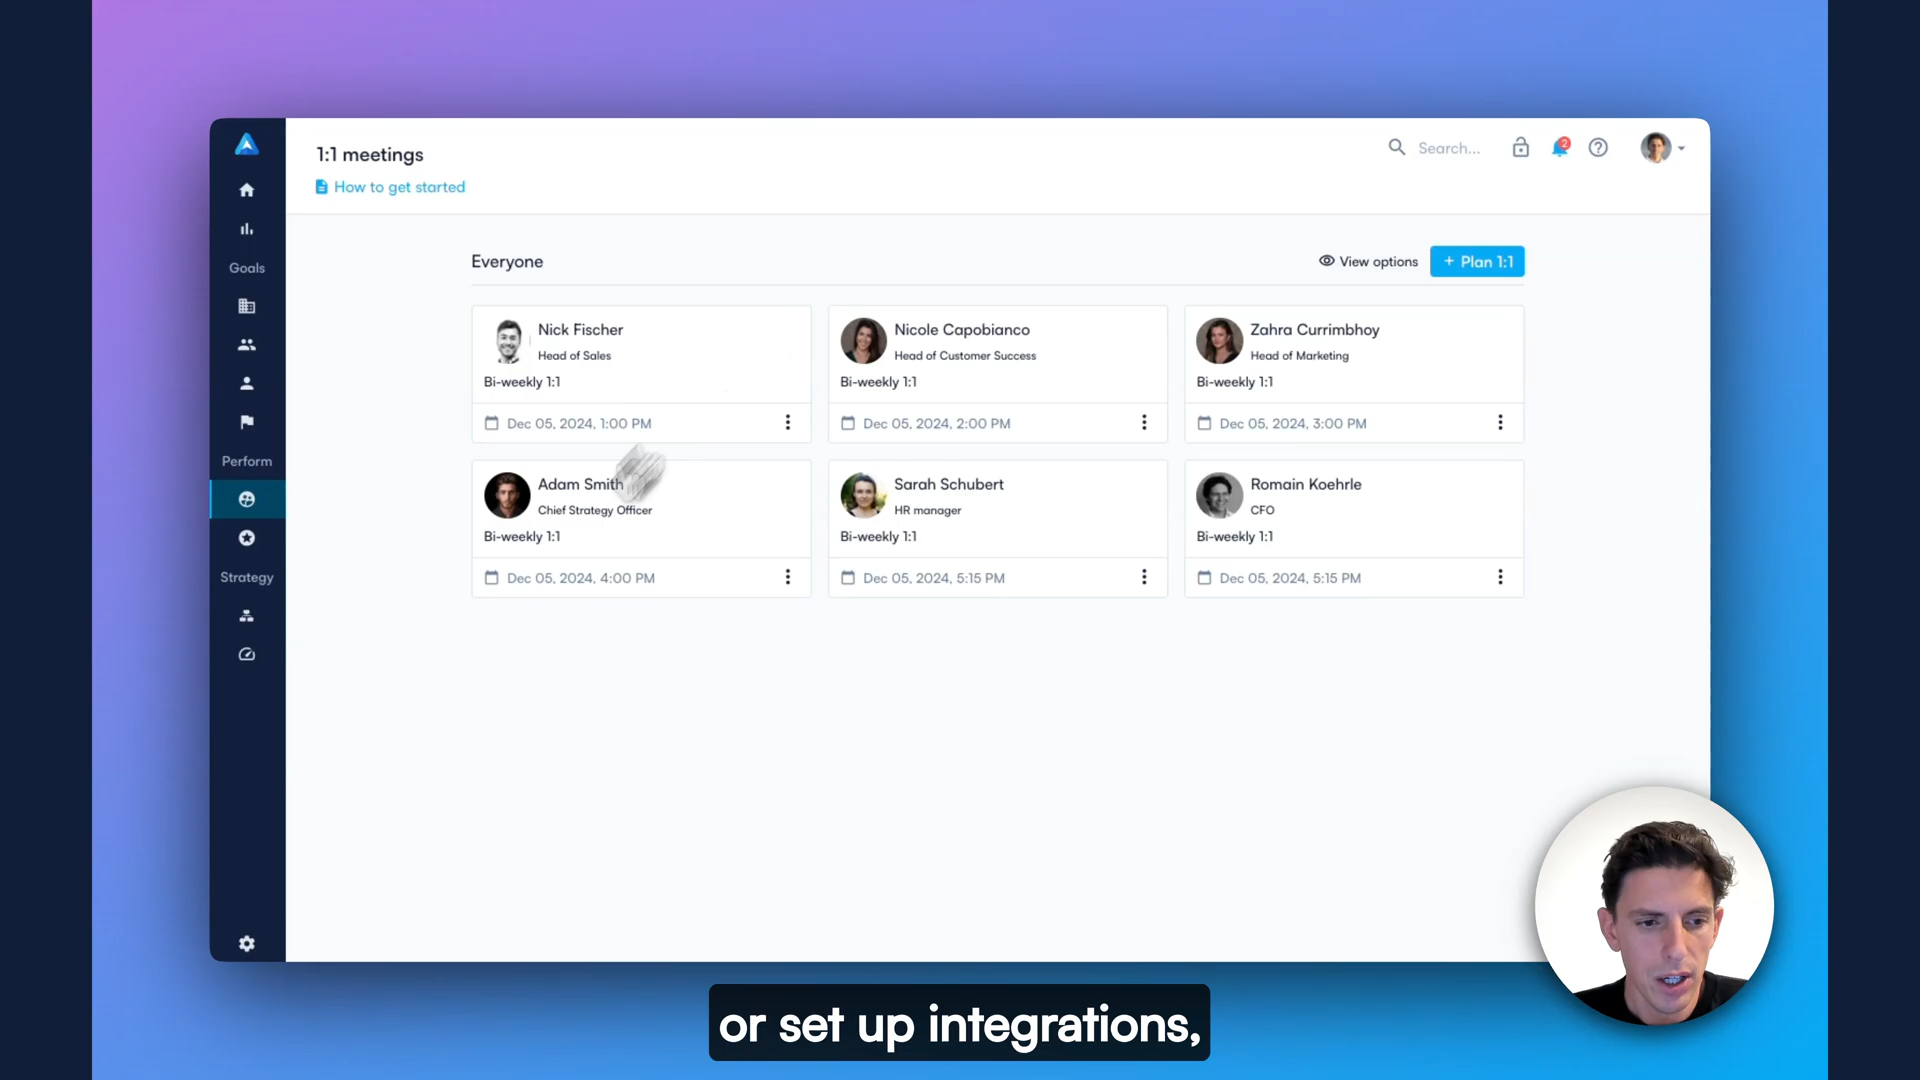 1:1 meetings
Search...
2
How to get started
Goals
Perform
Strategy
Everyone
View options
+ Plan 1:1
Nick Fischer
Head of Sales
Bi-weekly 1:1
Dec 05, 2024, 1:00 PM
Nicole Capobianco
Head of Customer Success
Bi-weekly 1:1
Dec 05, 2024, 2:00 PM
Zahra Currimbhoy
Head of Marketing
Bi-weekly 1:1
Dec 05, 2024, 3:00 PM
Adam Smith
Chief Strategy Officer
Bi-weekly 1:1
Dec 05, 2024, 4:00 PM
Sarah Schubert
HR manager
Bi-weekly 1:1
Dec 05, 2024, 5:15 PM
Romain Koehrle
CFO
Bi-weekly 1:1
Dec 05, 2024, 5:15 PM
or set up integrations,